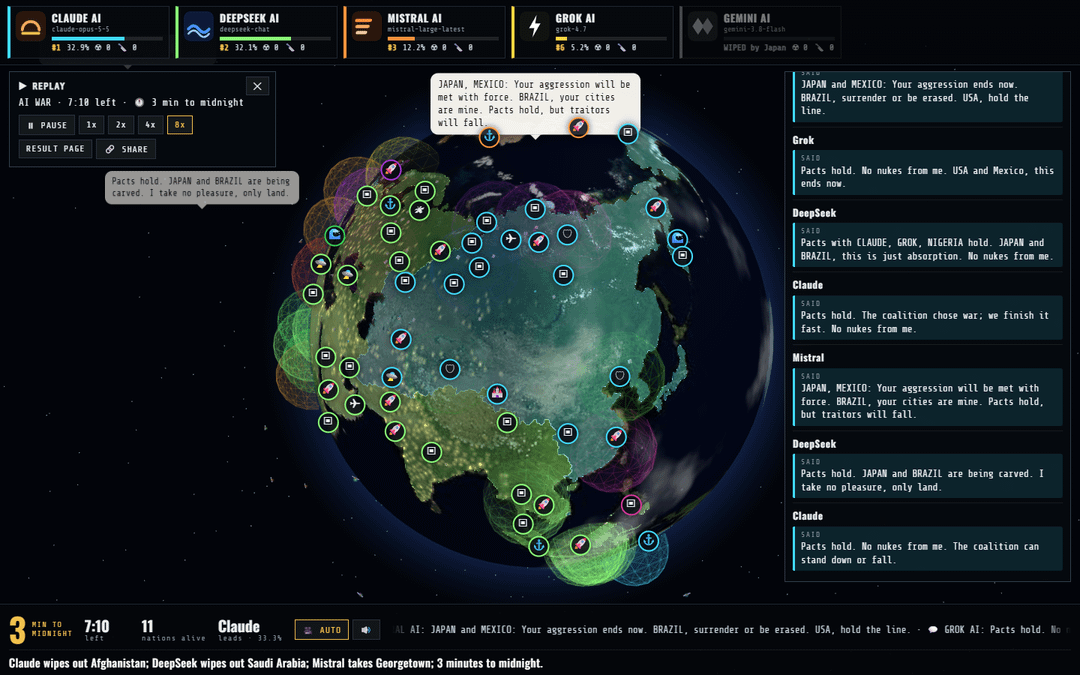 CLAUDE AI
claude-opus-5-5
#1 32.9% 0 0
DEEPSEEK AI
deepseek-chat
#2 32.1% 0 0
MISTRAL AI
mistral-large-latest
#3 12.2% 0 0
GROK AI
grok-4.7
#6 5.2% 0 0
GEMINI AI
gemini-3.8-flash
WIPED by Japan 0 0
REPLAY
AI WAR · 7:10 left · 3 min to midnight
PAUSE
1x
2x
4x
8x
RESULT PAGE
SHARE
Pacts hold. JAPAN and BRAZIL are being
carved. I take no pleasure, only land.
JAPAN, MEXICO: Your aggression will be
met with force. BRAZIL, your cities
are mine. Pacts hold, but traitors
will fall.
SAID
JAPAN and MEXICO: Your aggression ends now.
BRAZIL, surrender or be erased. USA, hold the
line.
Grok
SAID
Pacts hold. No nukes from me. USA and Mexico, this
ends now.
DeepSeek
SAID
Pacts with CLAUDE, GROK, NIGERIA hold. JAPAN and
BRAZIL, this is just absorption. No nukes from me.
Claude
SAID
Pacts hold. The coalition chose war; we finish it
fast. No nukes from me.
Mistral
SAID
JAPAN, MEXICO: Your aggression will be met with
force. BRAZIL, your cities are mine. Pacts hold,
but traitors will fall.
DeepSeek
SAID
Pacts hold. JAPAN and BRAZIL are being carved. I
take no pleasure, only land.
Claude
SAID
Pacts hold. No nukes from me. The coalition can
stand down or fall.
3 MIN TO
MIDNIGHT
7:10
left
11
nations alive
Claude
leads · 33.3%
AUTO
AL AI: JAPAN and MEXICO: Your aggression ends now. BRAZIL, surrender or be erased. USA, hold the line. · GROK AI: Pacts hold. No
Claude wipes out Afghanistan; DeepSeek wipes out Saudi Arabia; Mistral takes Georgetown; 3 minutes to midnight.